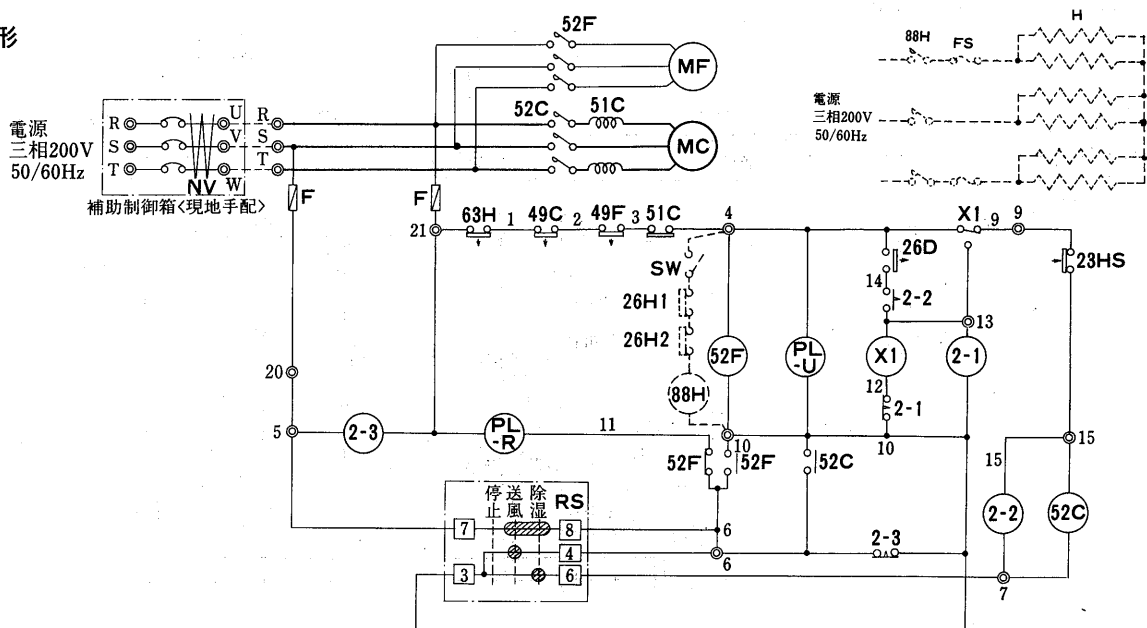 形
52F
MF
52C
51C
MC
電源
三相200V
50/60Hz
R
S
T
NV
U
V
W
R
S
T
補助制御箱<現地手配>
F
F
88H
FS
H
電源
三相200V
50/60Hz
21
63H
1
49C
2
49F
3
51C
4
X1
9
9
SW
26H1
26H2
88H
52F
PL
-U
26D
14
2-2
13
X1
2-1
12
2-1
23HS
20
5
2-3
PL
-R
11
10
10
52F
52F
52C
15
15
2-2
52C
停止
送風
除湿
RS
7
8
6
4
6
2-3
3
6
7